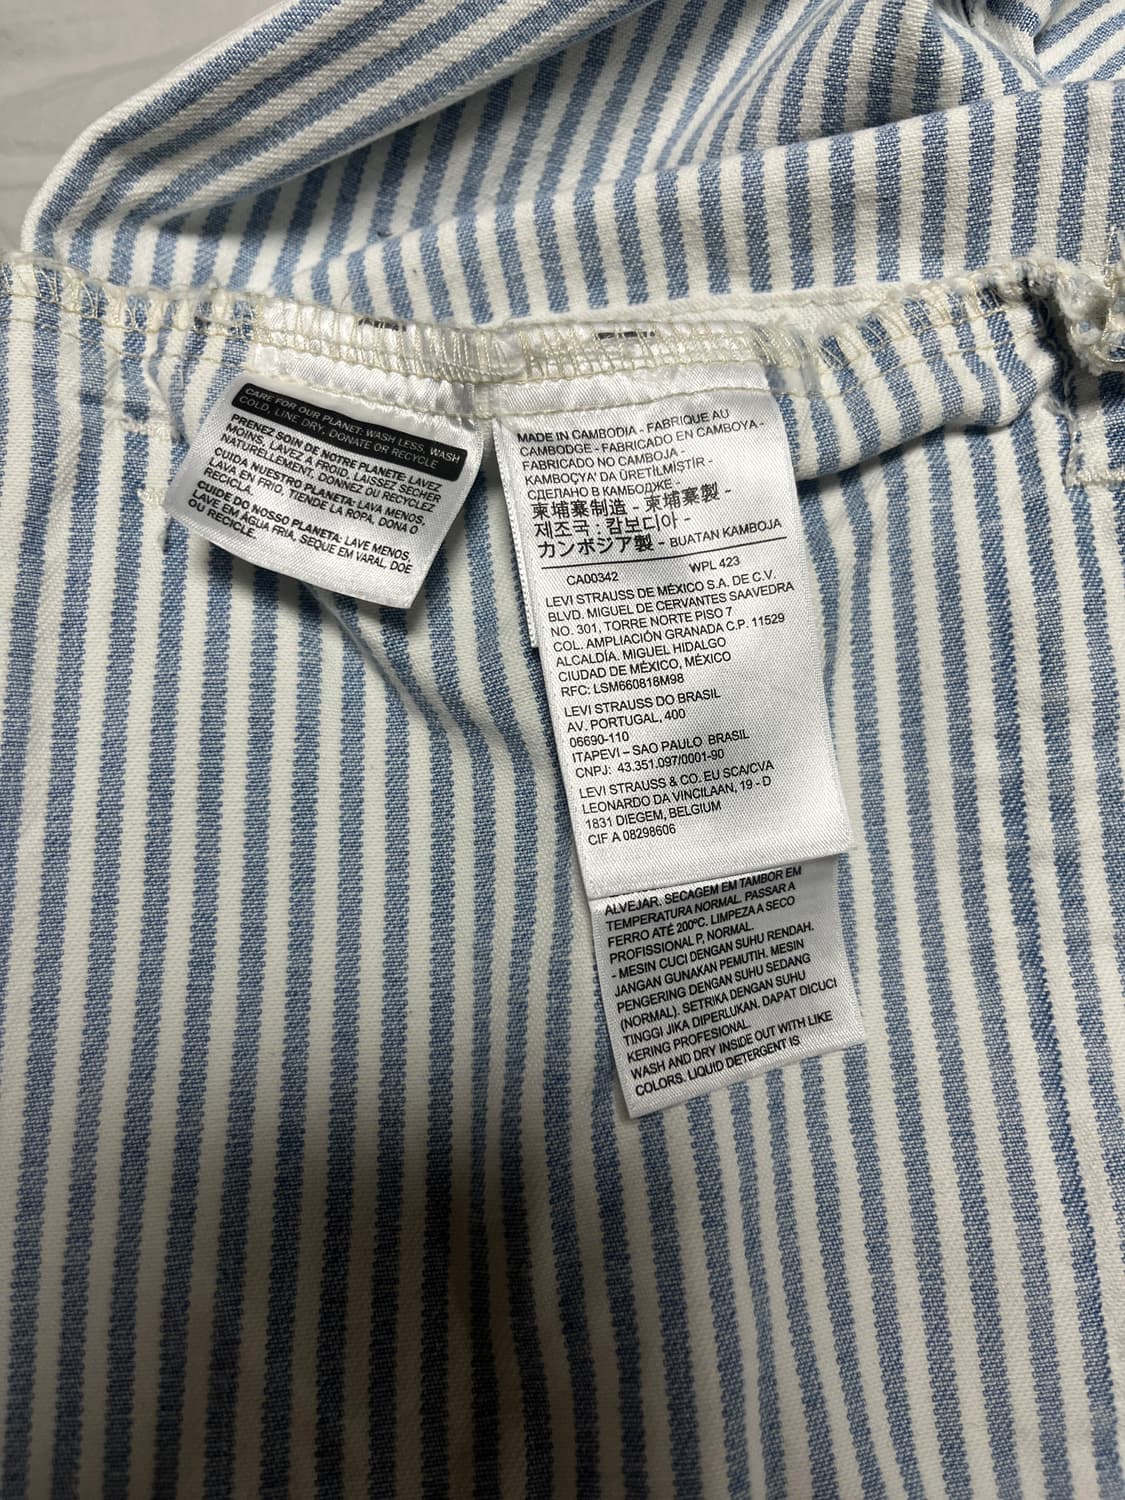 CARE FOR OUR PLANET: WASH LESS, WASH
COLD, LINE DRY, DONATE OR RECYCLE
PRENEZ SOIN DE NOTRE PLANETE: LAVEZ
MOINS, LAVEZ À FROID, LAISSEZ SÉCHER
NATURELLEMENT, DONNEZ OU RECYCLEZ
CUIDA NUESTRO PLANETA: LAVA MENOS,
LAVA EN FRÍO, TIENDE LA ROPA, DONA O
RECICLA.
CUIDE DO NOSSO PLANETA: LAVE MENOS,
LAVE EM ÁGUA FRIA, SEQUE EM VARAL, DOE
OU RECICLE.
MADE IN CAMBODIA - FABRIQUE AU
CAMBODGE - FABRICADO EN CAMBOYA -
FABRICADO NO CAMBOJA -
KAMBOÇYA' DA ÜRETİLMİŞTİR -
СДЕЛАНО В КАМБОДЖЕ -
柬埔寨制造 - 柬埔寨製 -
제조국 : 캄보디아 -
カンボジア製 - BUATAN KAMBOJA
CA00342 WPL 423
LEVI STRAUSS DE MÉXICO S.A. DE C.V.
BLVD. MIGUEL DE CERVANTES SAAVEDRA
NO. 301, TORRE NORTE PISO 7
COL. AMPLIACIÓN GRANADA C.P. 11529
ALCALDÍA. MIGUEL HIDALGO
CIUDAD DE MÉXICO, MÉXICO
RFC: LSM660818M98
LEVI STRAUSS DO BRASIL
AV. PORTUGAL, 400
06690-110
ITAPEVI – SAO PAULO BRASIL
CNPJ: 43.351.097/0001-90
LEVI STRAUSS & CO. EU SCA/CVA
LEONARDO DA VINCILAAN, 19 - D
1831 DIEGEM, BELGIUM
CIF A 08298606
ALVEJAR. SECAGEM EM TAMBOR EM
TEMPERATURA NORMAL. PASSAR A
FERRO ATÉ 200ºC. LIMPEZA A SECO
PROFISSIONAL P, NORMAL.
- MESIN CUCI DENGAN SUHU RENDAH.
JANGAN GUNAKAN PEMUTIH. MESIN
PENGERING DENGAN SUHU SEDANG
(NORMAL). SETRIKA DENGAN SUHU
TINGGI JIKA DIPERLUKAN. DAPAT DICUCI
KERING PROFESIONAL.
WASH AND DRY INSIDE OUT WITH LIKE
COLORS. LIQUID DETERGENT IS